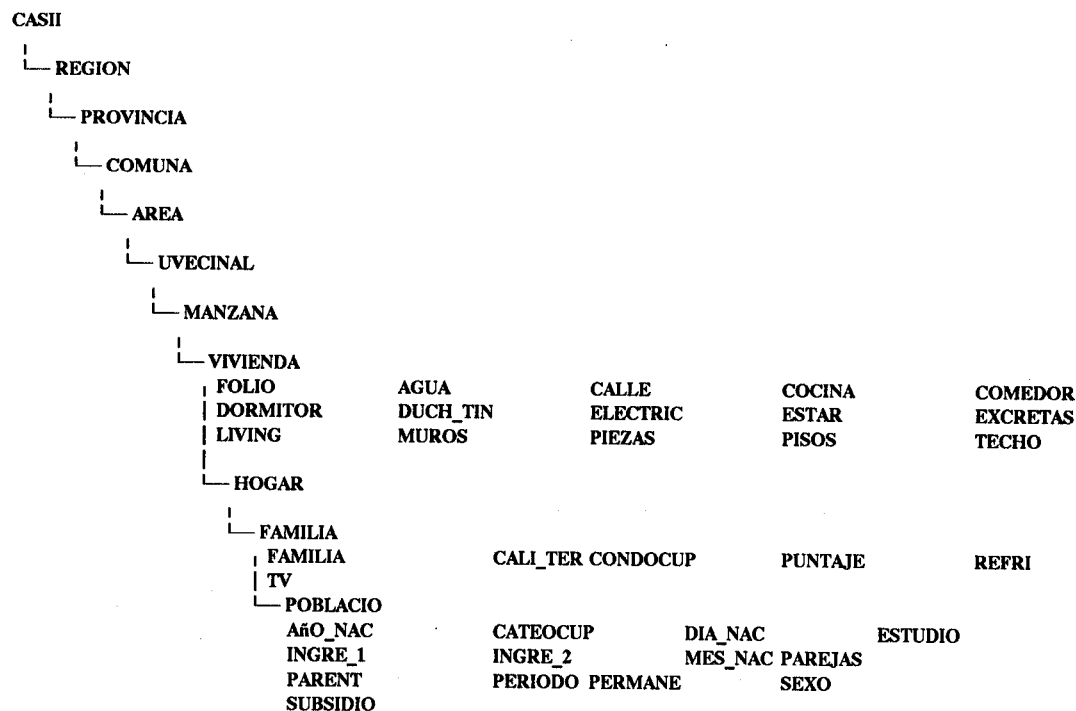 CASII
REGION
PROVINCIA
COMUNA
AREA
UVECINAL
MANZANA
VIVIENDA
FOLIO AGUA CALLE COCINA COMEDOR
DORMITOR DUCH_TIN ELECTRIC ESTAR EXCRETAS
LIVING MUROS PIEZAS PISOS TECHO
HOGAR
FAMILIA
FAMILIA CALI_TER CONDOCUP PUNTAJE REFRI
TV
POBLACIO
AñO_NAC CATEOCUP DIA_NAC ESTUDIO
INGRE_1 INGRE_2 MES_NAC PAREJAS
PARENT PERIODO PERMANE SEXO
SUBSIDIO